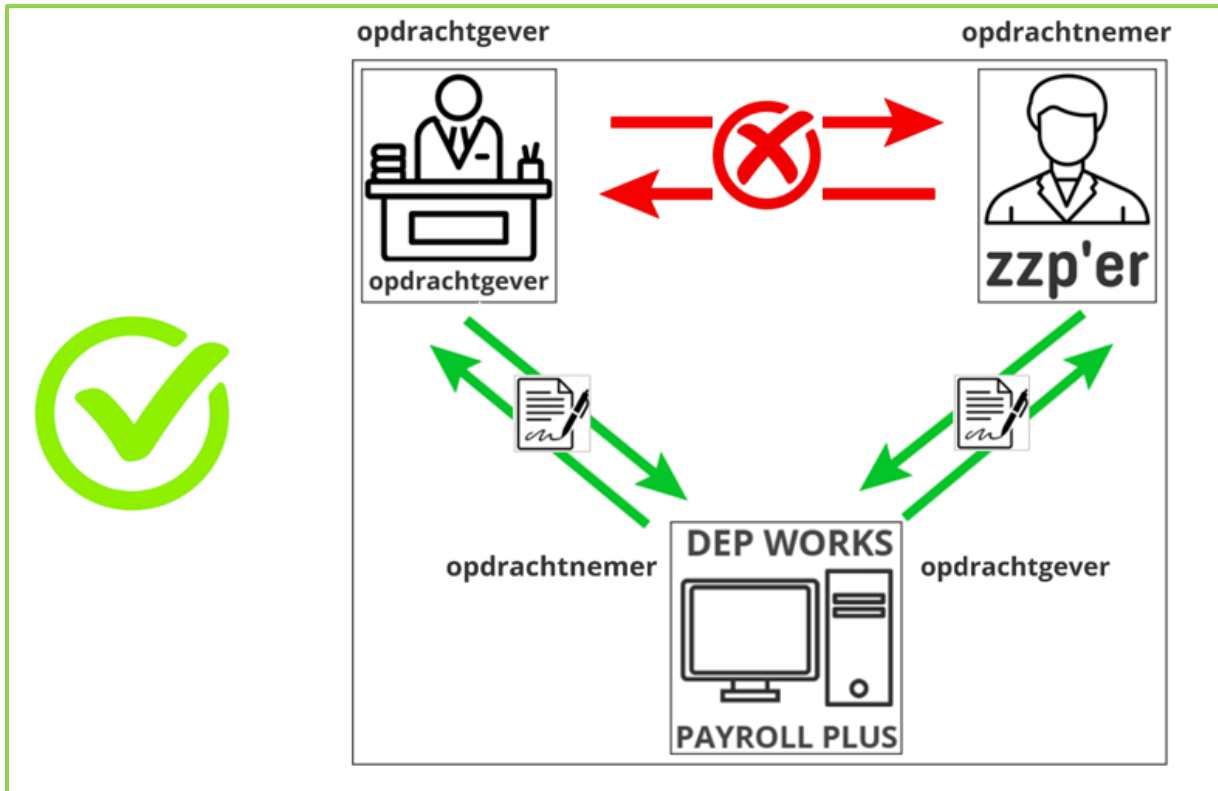 opdrachtgever
opdrachtnemer
opdrachtgever
zzp'er
opdrachtnemer
DEP WORKS
opdrachtgever
PAYROLL PLUS